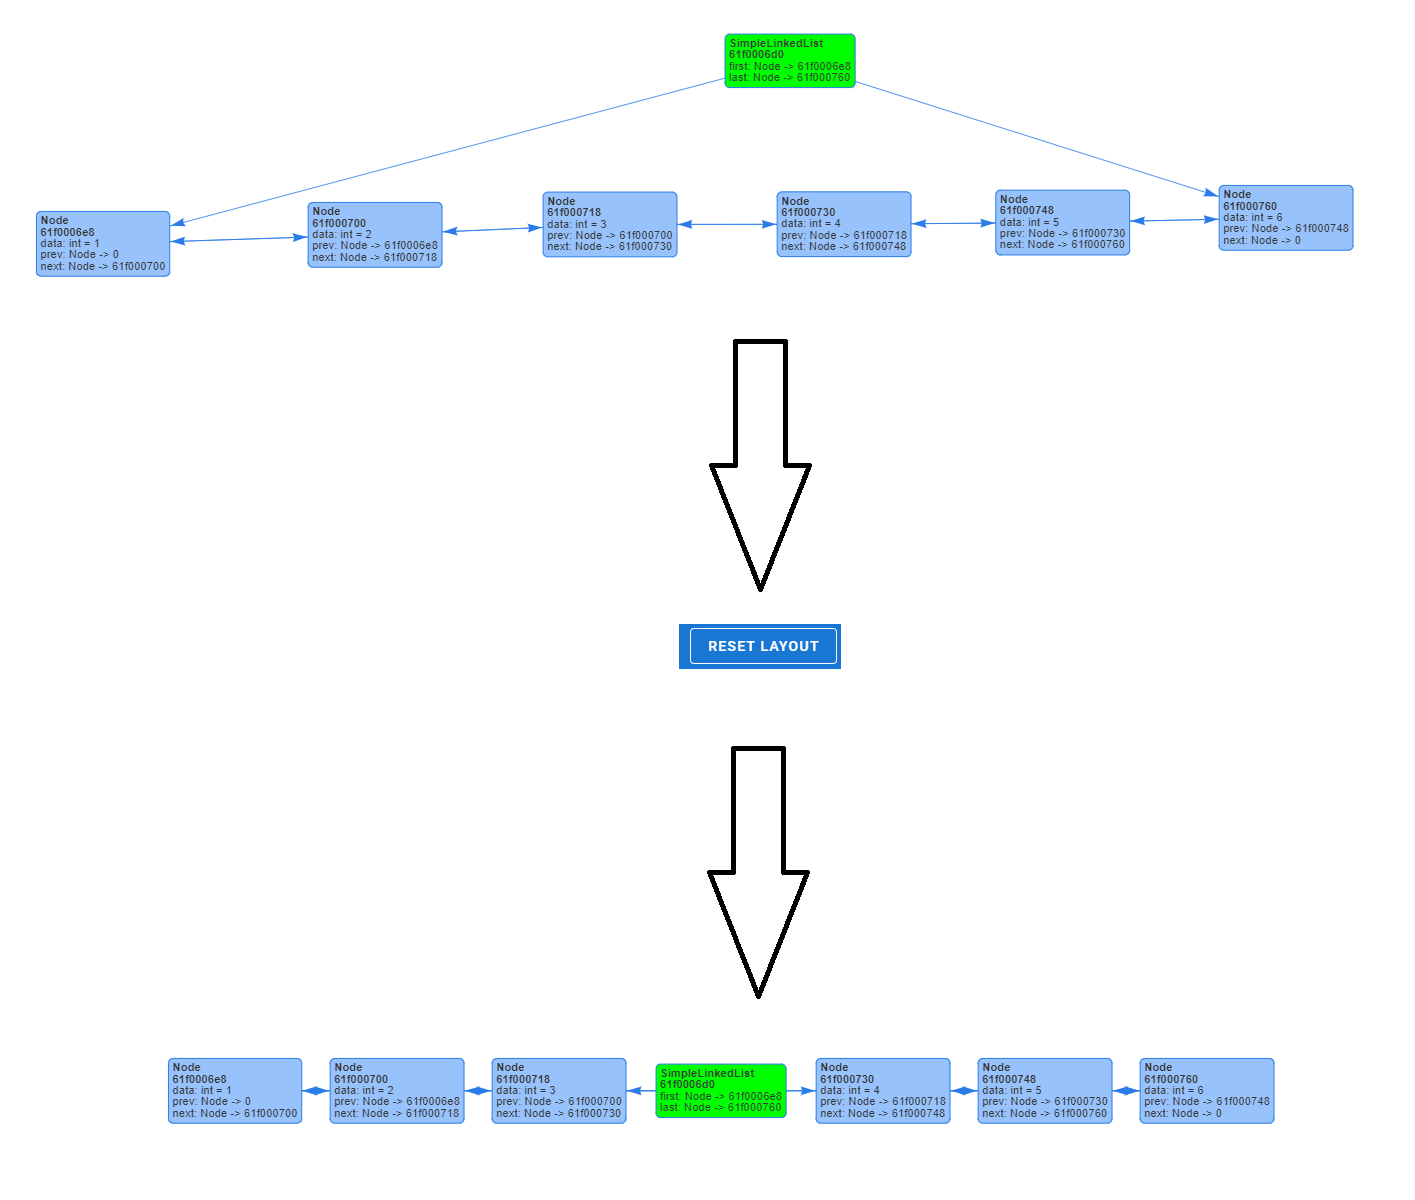 SimpleLinkedList
61f0006d0
first: Node -> 61f0006e8
last: Node -> 61f000760
Node
61f0006e8
data: int = 1
prev: Node -> 0
next: Node -> 61f000700
Node
61f000700
data: int = 2
prev: Node -> 61f0006e8
next: Node -> 61f000718
Node
61f000718
data: int = 3
prev: Node -> 61f000700
next: Node -> 61f000730
Node
61f000730
data: int = 4
prev: Node -> 61f000718
next: Node -> 61f000748
Node
61f000748
data: int = 5
prev: Node -> 61f000730
next: Node -> 61f000760
Node
61f000760
data: int = 6
prev: Node -> 61f000748
next: Node -> 0
RESET LAYOUT
Node
61f0006e8
data: int = 1
prev: Node -> 0
next: Node -> 61f000700
Node
61f000700
data: int = 2
prev: Node -> 61f0006e8
next: Node -> 61f000718
Node
61f000718
data: int = 3
prev: Node -> 61f000700
next: Node -> 61f000730
SimpleLinkedList
61f0006d0
first: Node -> 61f0006e8
last: Node -> 61f000760
Node
61f000730
data: int = 4
prev: Node -> 61f000718
next: Node -> 61f000748
Node
61f000748
data: int = 5
prev: Node -> 61f000730
next: Node -> 61f000760
Node
61f000760
data: int = 6
prev: Node -> 61f000748
next: Node -> 0